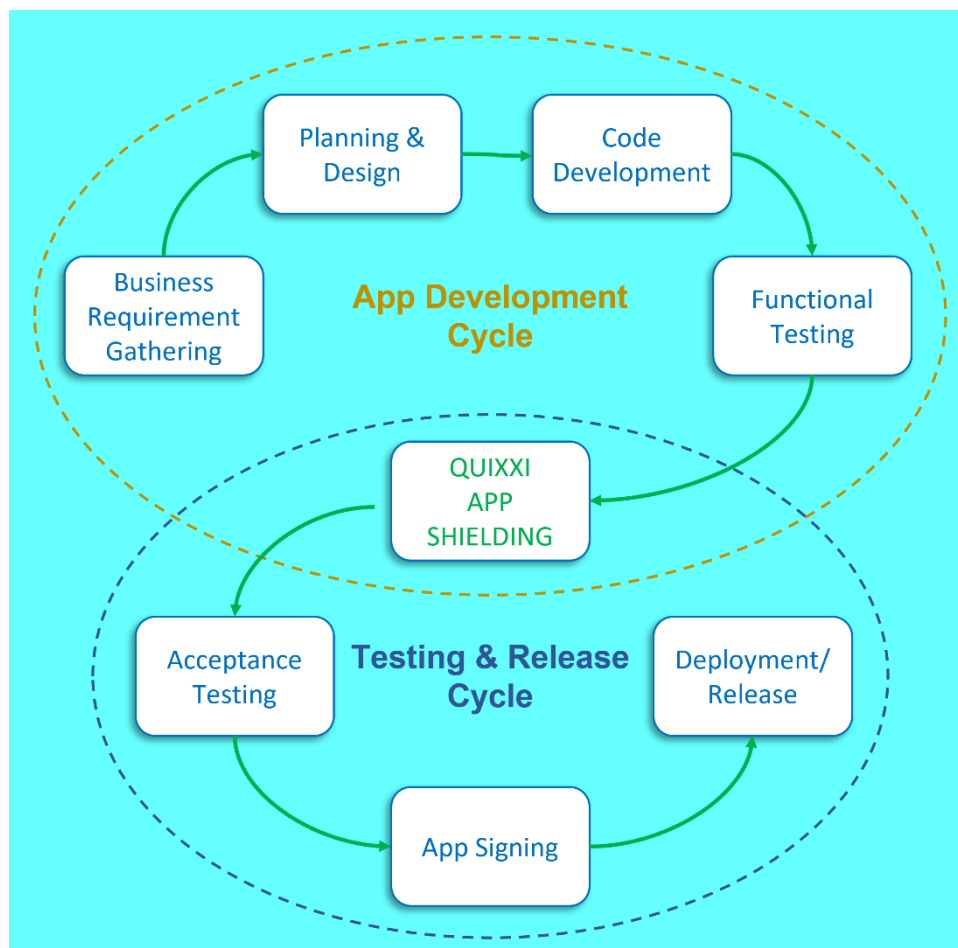 Planning &
Design
Code
Development
Business
Requirement
Gathering
App Development
Cycle
Functional
Testing
QUIXXI
APP
SHIELDING
Acceptance
Testing
Testing & Release
Cycle
Deployment/
Release
App Signing